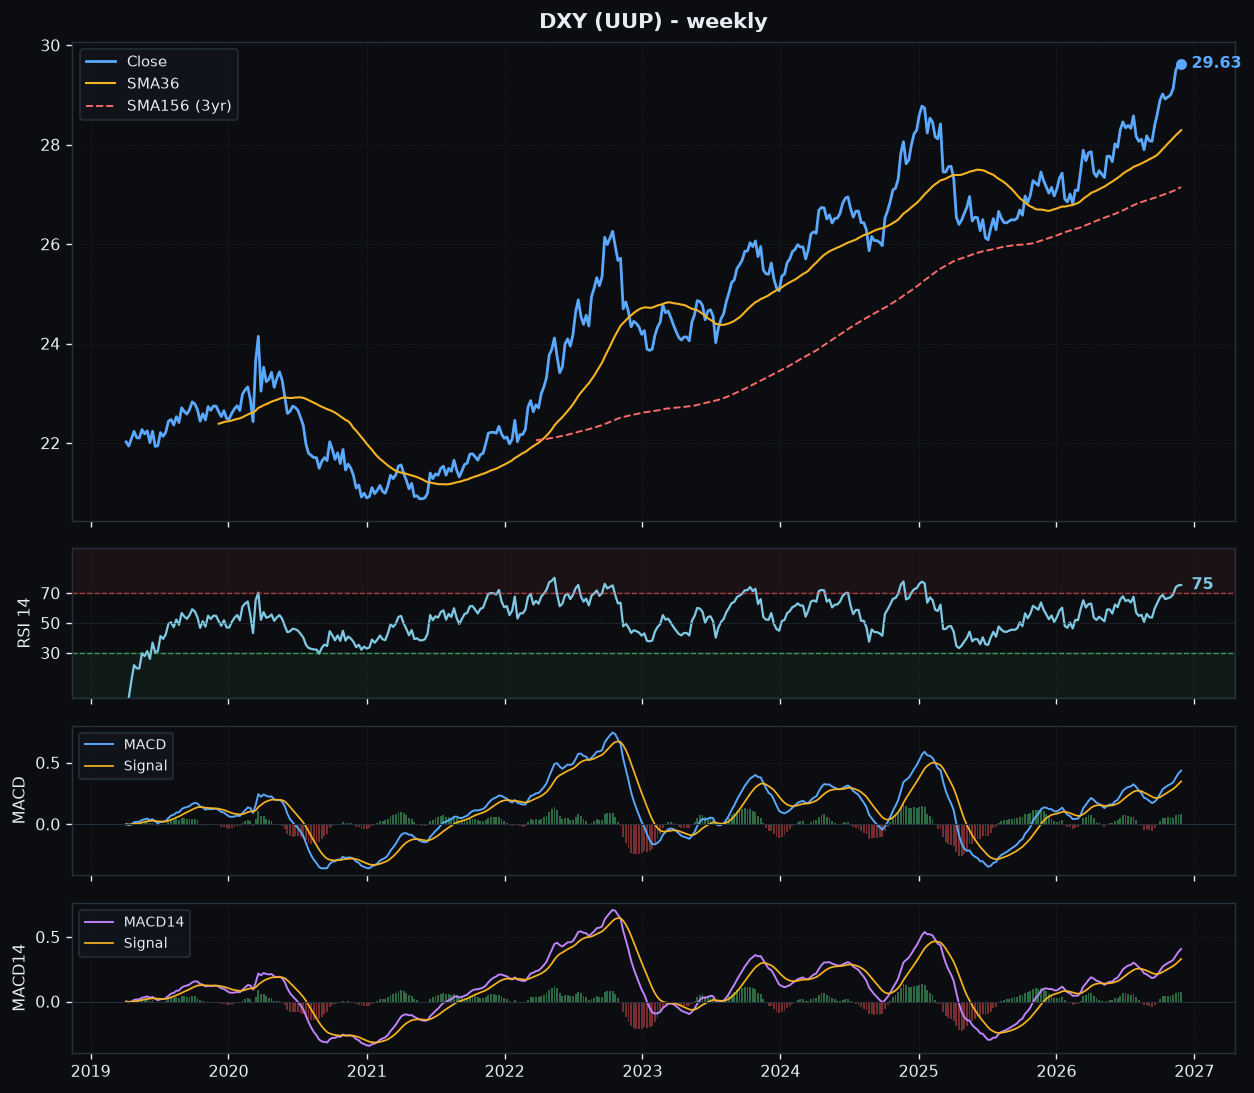 DXY (UUP) - weekly
30
28
26
24
22
Close
SMA36
SMA156 (3yr)
29.63
RSI 14
70
50
30
75
MACD
0.5
0.0
MACD
Signal
MACD14
0.5
0.0
MACD14
Signal
2019 2020 2021 2022 2023 2024 2025 2026 2027